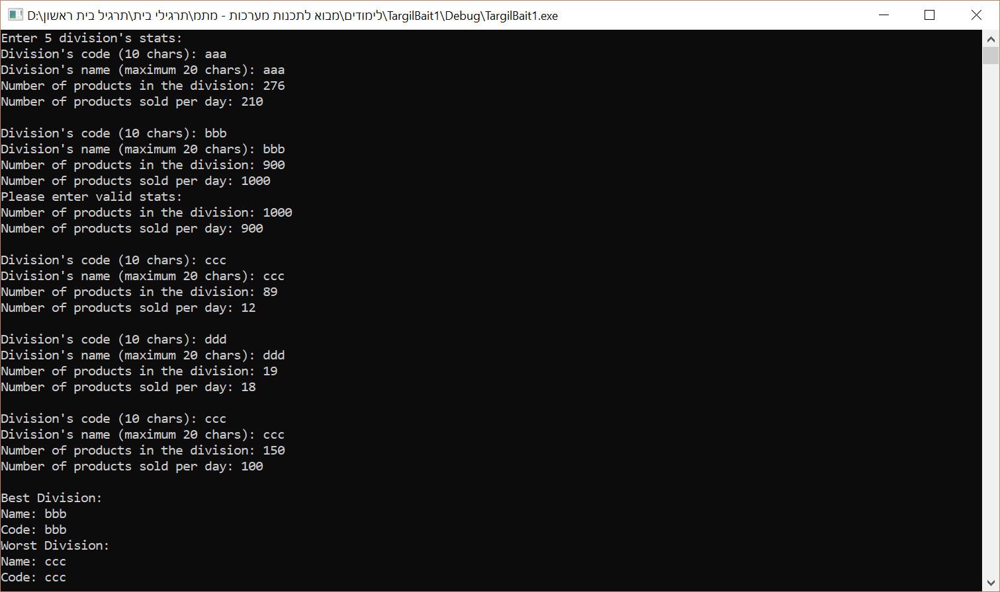 D:\לימודים\מבוא לתכנות מערכות - מתמ\תרגילי בית\תרגיל בית ראשון\TargilBait1\Debug\TargilBait1.exe
Enter 5 division's stats:
Division's code (10 chars): aaa
Division's name (maximum 20 chars): aaa
Number of products in the division: 276
Number of products sold per day: 210
Division's code (10 chars): bbb
Division's name (maximum 20 chars): bbb
Number of products in the division: 900
Number of products sold per day: 1000
Please enter valid stats:
Number of products in the division: 1000
Number of products sold per day: 900
Division's code (10 chars): ccc
Division's name (maximum 20 chars): ccc
Number of products in the division: 89
Number of products sold per day: 12
Division's code (10 chars): ddd
Division's name (maximum 20 chars): ddd
Number of products in the division: 19
Number of products sold per day: 18
Division's code (10 chars): ccc
Division's name (maximum 20 chars): ccc
Number of products in the division: 150
Number of products sold per day: 100
Best Division:
Name: bbb
Code: bbb
Worst Division:
Name: ccc
Code: ccc